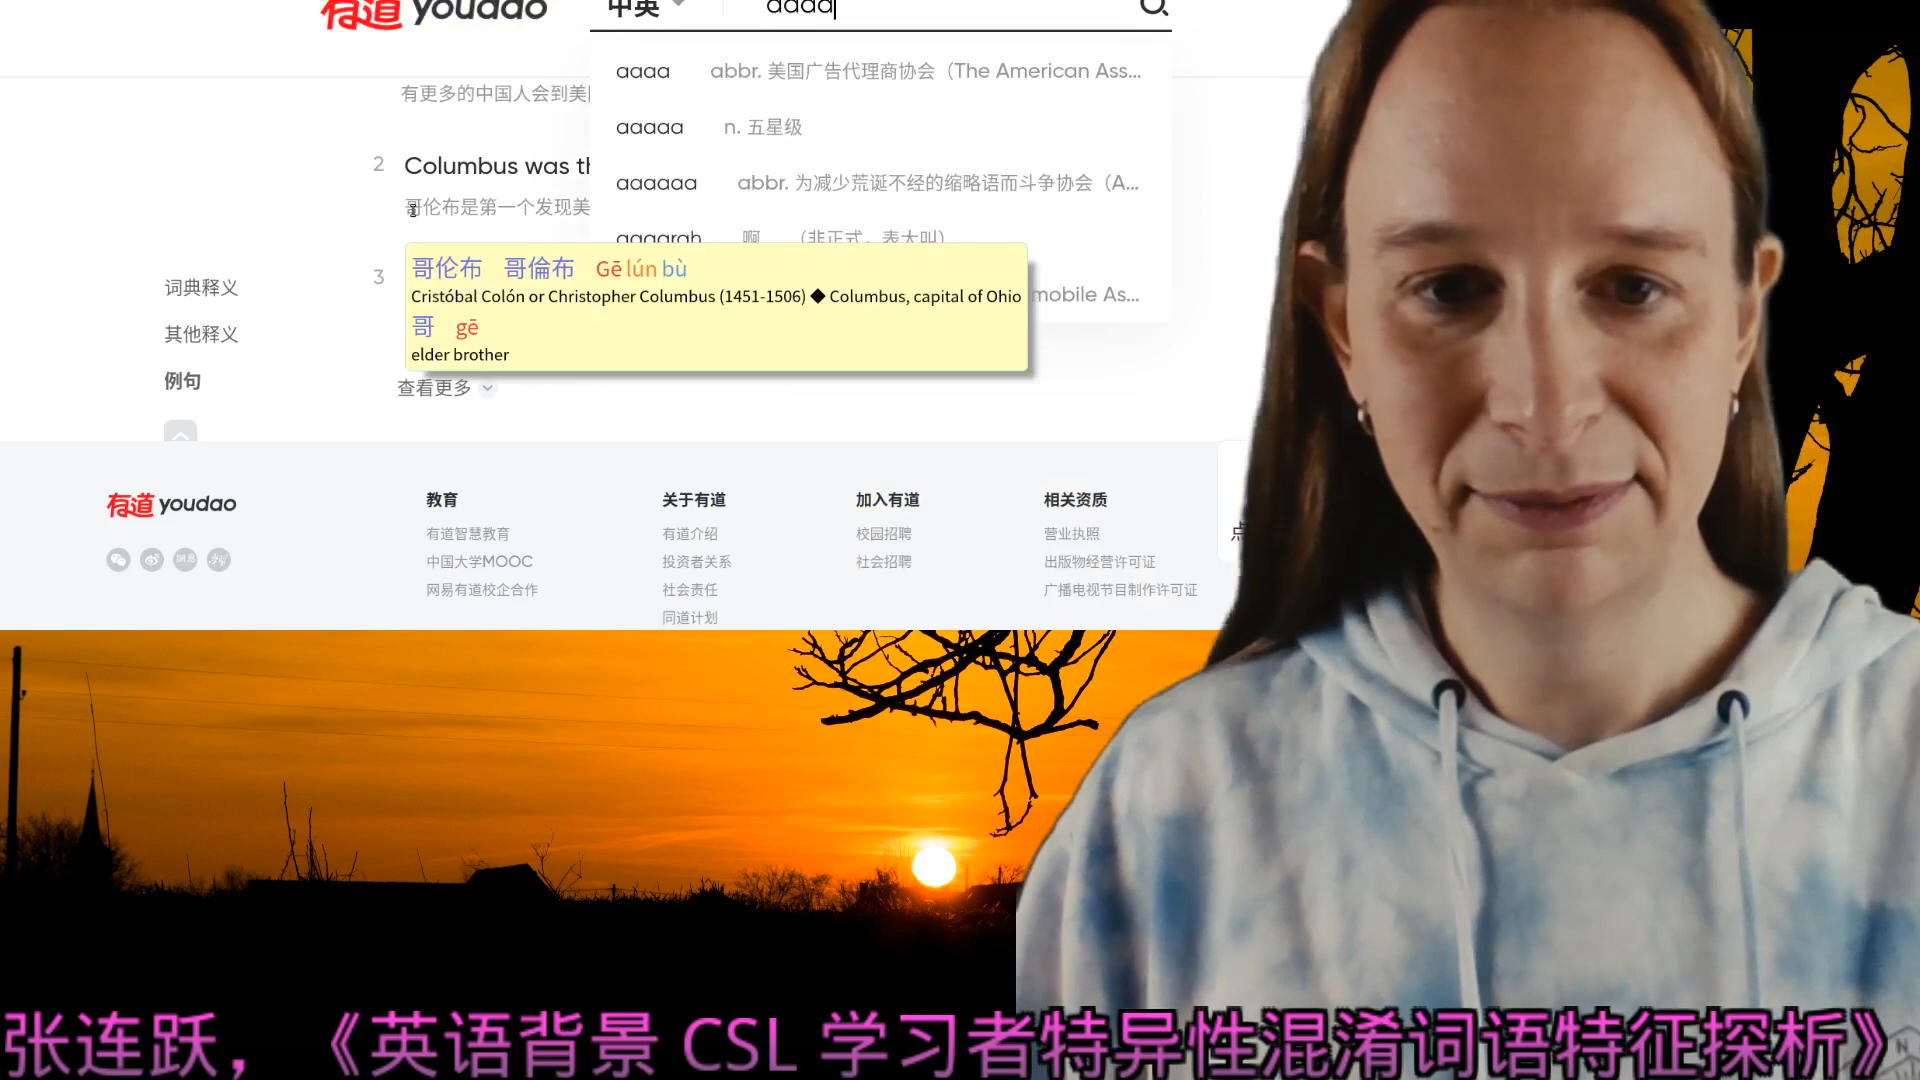 有道 youdao
中英
aaaa
aaaa abbr. 美国广告代理商协会（The American Ass...
有更多的中国人会到美
aaaaa n. 五星级
2 Columbus was th
aaaaaa abbr. 为减少荒诞不经的缩略语而斗争协会（A...
哥伦布是第一个发现美
aaaargh 啊 （非正式，表大叫）
哥伦布 哥倫布 Gē lún bù
3
词典释义
Cristóbal Colón or Christopher Columbus (1451-1506) ◆ Columbus, capital of Ohio
mobile As...
哥 gē
其他释义
elder brother
例句
查看更多
有道 youdao
教育
有道智慧教育
中国大学MOOC
网易有道校企合作
关于有道
有道介绍
投资者关系
社会责任
同道计划
加入有道
校园招聘
社会招聘
相关资质
营业执照
出版物经营许可证
广播电视节目制作许可证
点
张连跃，《英语背景 CSL 学习者特异性混淆词语特征探析》